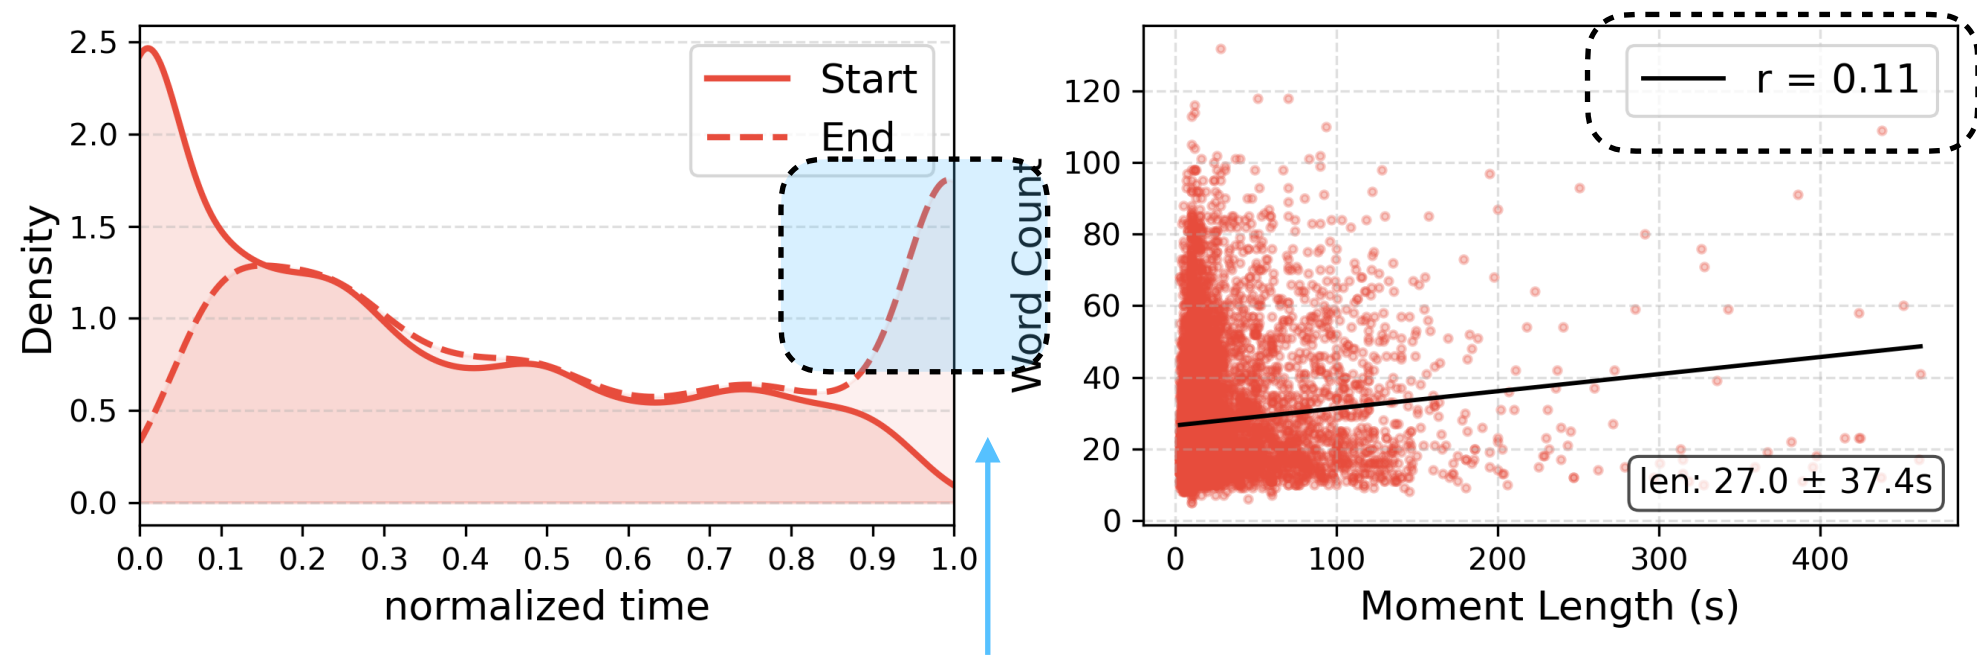 Density
2.5
2.0
1.5
1.0
0.5
0.0
Start
End
0.0 0.1 0.2 0.3 0.4 0.5 0.6 0.7 0.8 0.9 1.0
normalized time
Word Count
120
100
80
60
40
20
0
r = 0.11
len: 27.0 ± 37.4s
0 100 200 300 400
Moment Length (s)